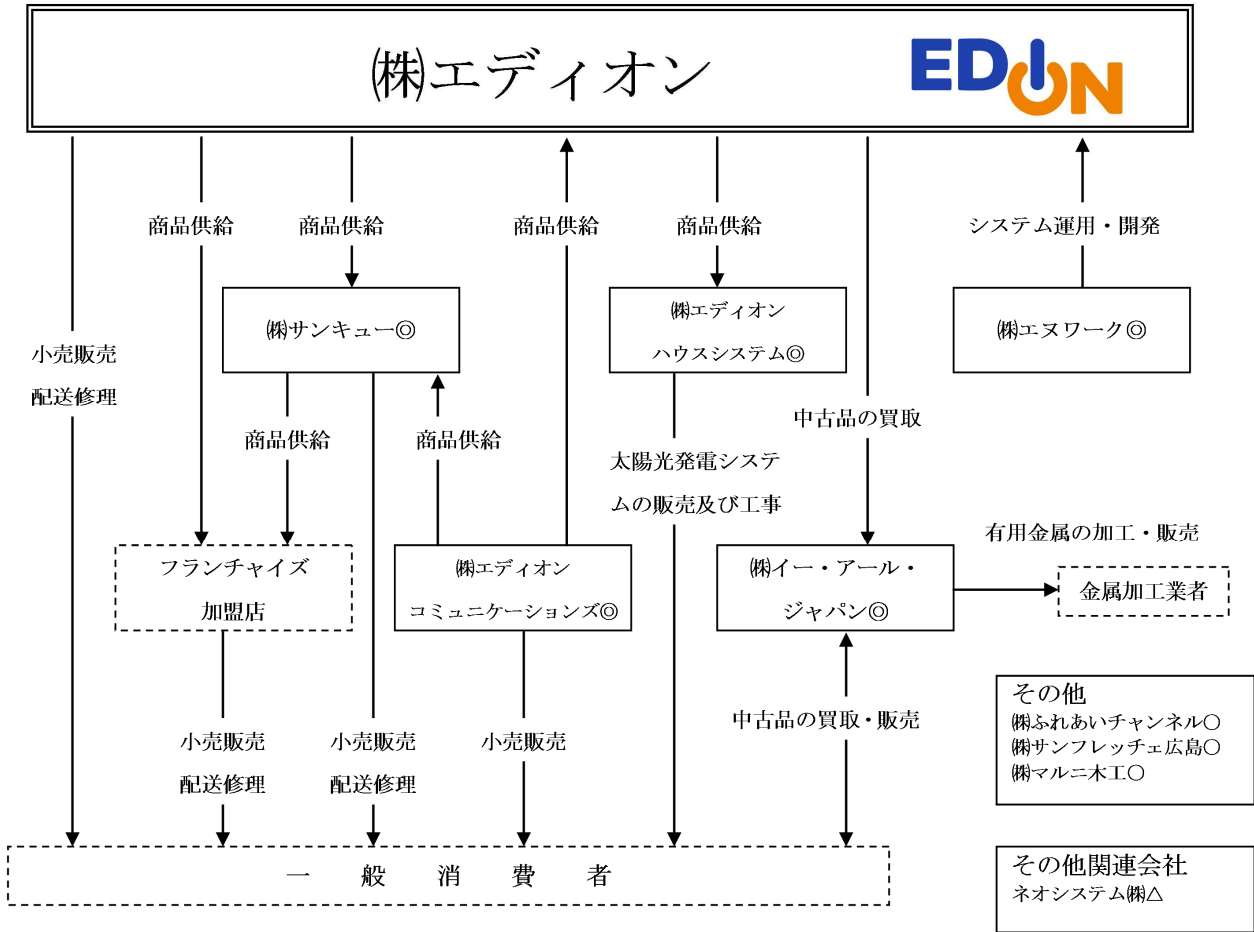 ㈱エディオン
EDION
商品供給
商品供給
商品供給
商品供給
システム運用・開発
㈱サンキュー◎
㈱エディオン
ハウスシステム◎
㈱エヌワーク◎
小売販売
配送修理
中古品の買取
商品供給
商品供給
太陽光発電システ
ムの販売及び工事
有用金属の加工・販売
フランチャイズ
加盟店
㈱エディオン
コミュニケーションズ◎
㈱イー・アール・
ジャパン◎
金属加工業者
中古品の買取・販売
小売販売
配送修理
小売販売
配送修理
小売販売
その他
㈱ふれあいチャンネル○
㈱サンフレッチェ広島○
㈱マルニ木工○
一般消費者
その他関連会社
ネオシステム㈱△